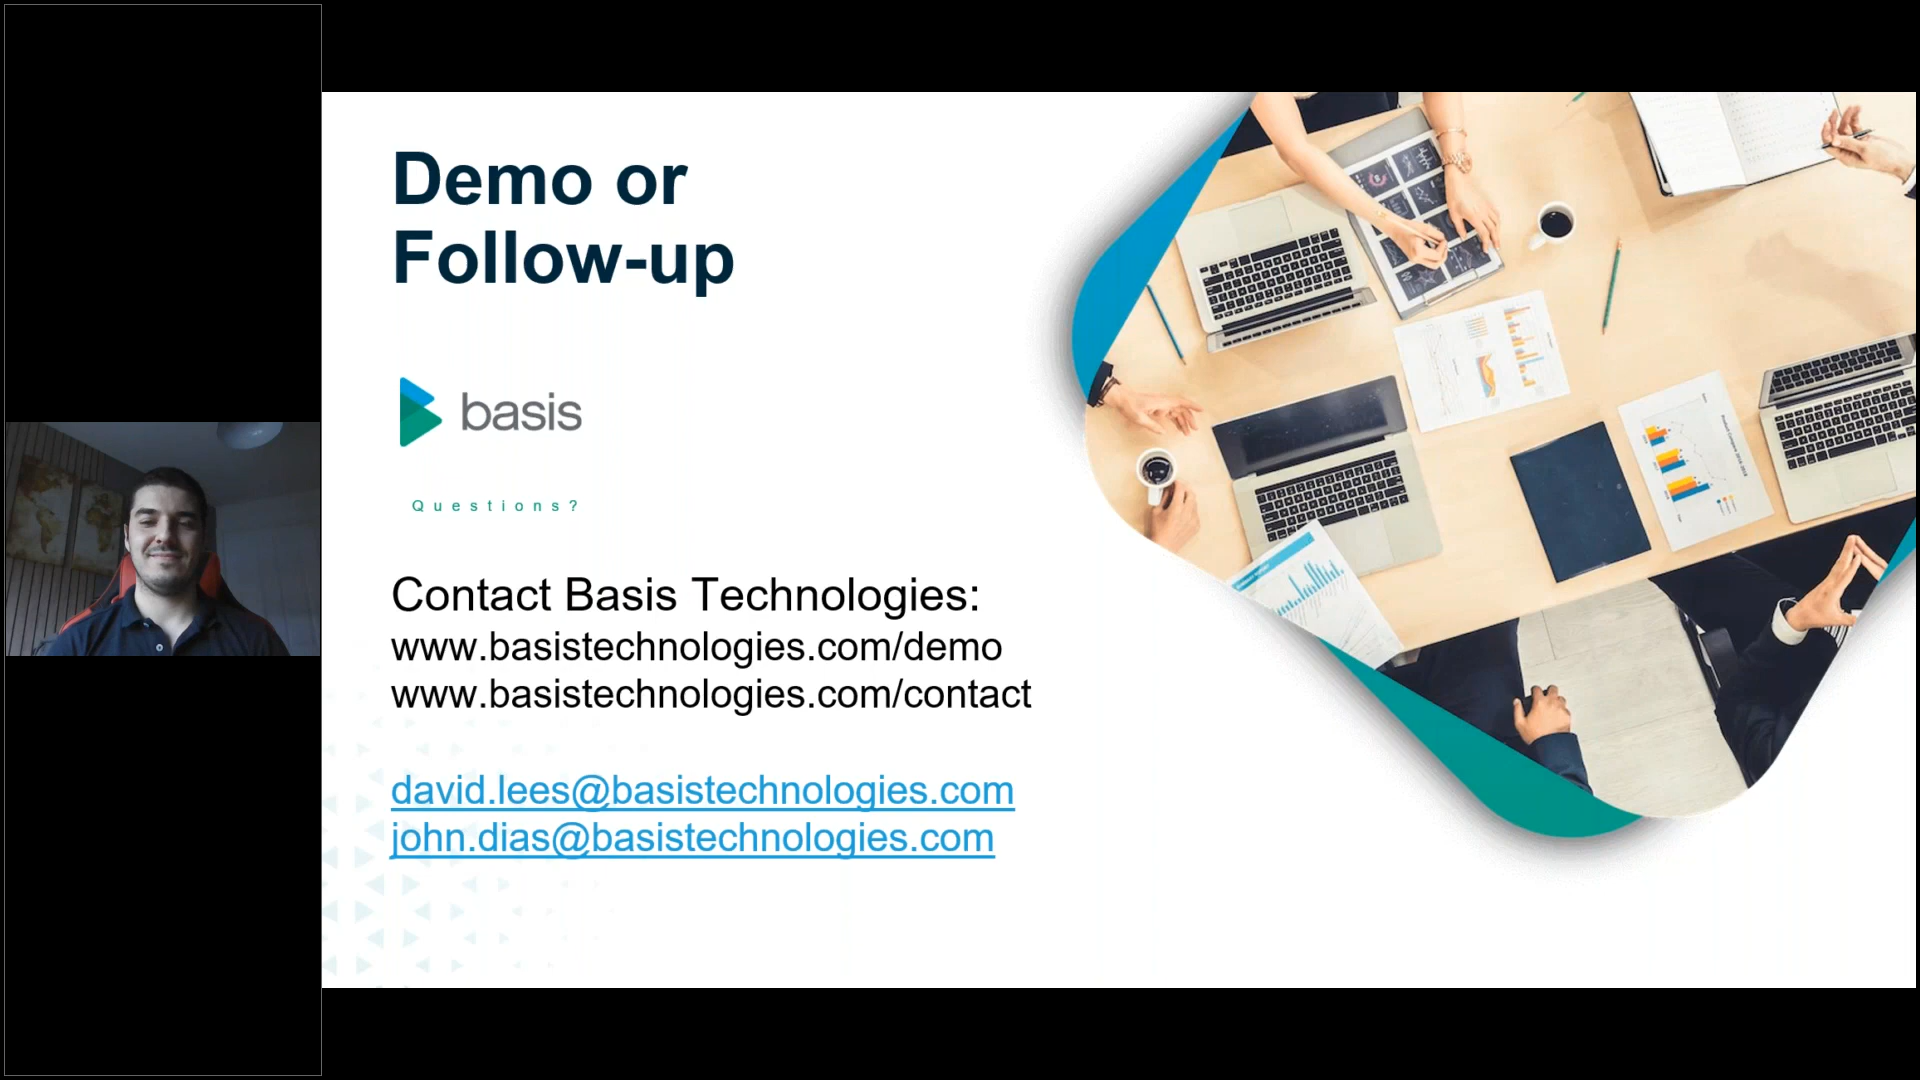 Demo or
Follow-up
basis
Questions?
Contact Basis Technologies:
www.basistechnologies.com/demo
www.basistechnologies.com/contact
david.lees@basistechnologies.com
john.dias@basistechnologies.com